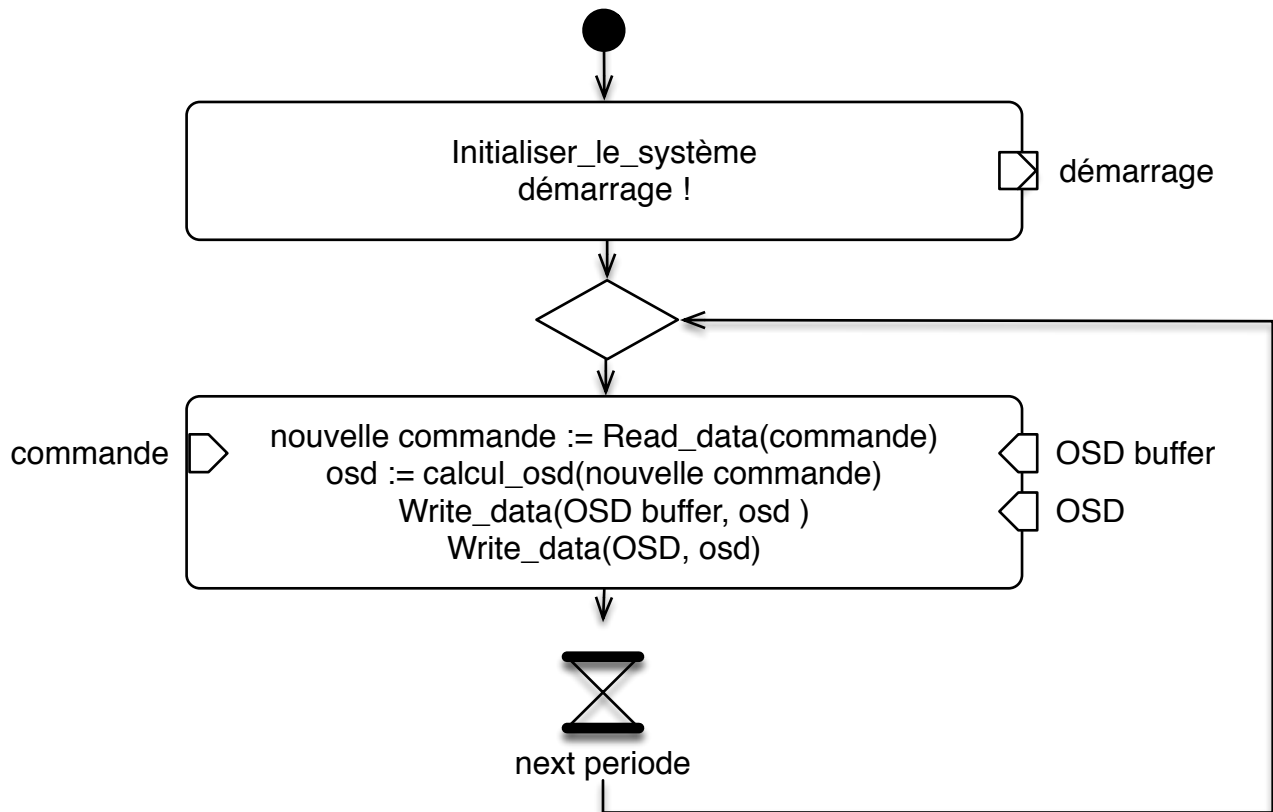 Initialiser_le_système
démarrage !
démarrage
commande
nouvelle commande := Read_data(commande)
osd := calcul_osd(nouvelle commande)
Write_data(OSD buffer, osd )
Write_data(OSD, osd)
OSD buffer
OSD
next periode